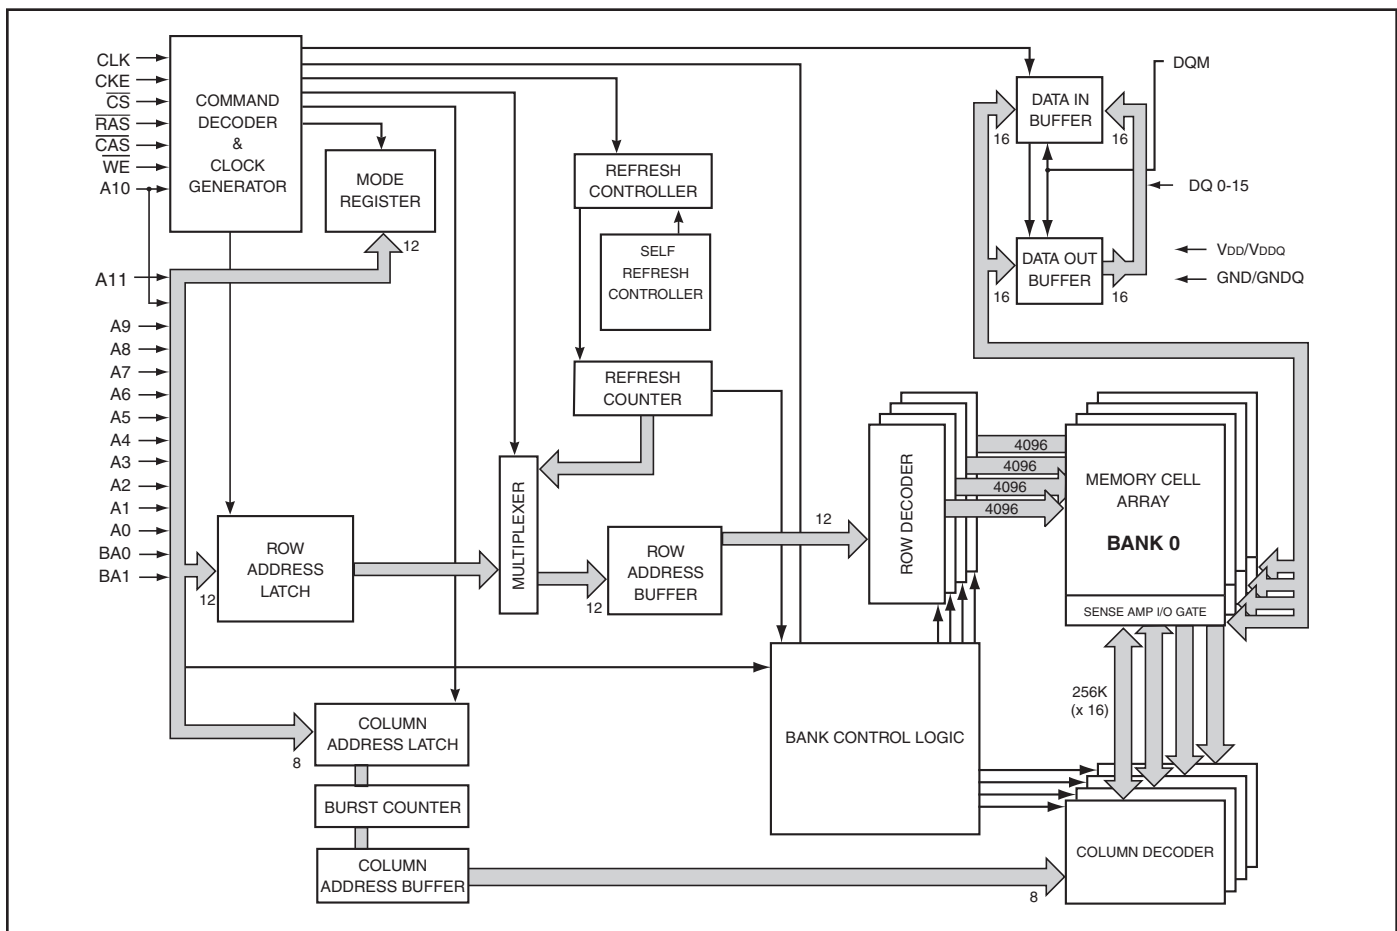 CLK
CKE
CS
RAS
CAS
WE
A10
A11
A9
A8
A7
A6
A5
A4
A3
A2
A1
A0
BA0
BA1
COMMAND
DECODER
&
CLOCK
GENERATOR
MODE
REGISTER
12
REFRESH
CONTROLLER
SELF
REFRESH
CONTROLLER
REFRESH
COUNTER
DATA IN
BUFFER
16
16
DQM
DQ 0-15
DATA OUT
BUFFER
16
16
VDD/VDDQ
GND/GNDQ
12
ROW
ADDRESS
LATCH
MULTIPLEXER
12
ROW
ADDRESS
BUFFER
12
ROW DECODER
4096
4096
4096
4096
MEMORY CELL
ARRAY
BANK 0
SENSE AMP I/O GATE
256K
(x 16)
BANK CONTROL LOGIC
8
COLUMN
ADDRESS LATCH
BURST COUNTER
COLUMN
ADDRESS BUFFER
8
COLUMN DECODER